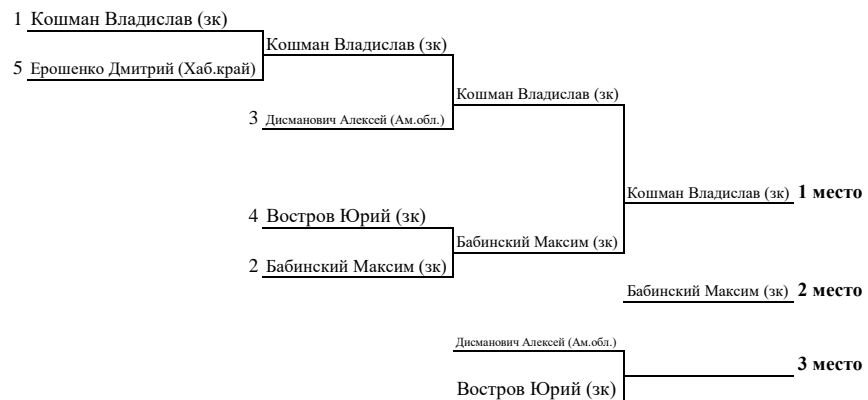 1 Кошман Владислав (зк)
Кошман Владислав (зк)
5 Ерошенко Дмитрий (Хаб.край)
Кошман Владислав (зк)
3 Дисманович Алексей (Ам.обл.)
Кошман Владислав (зк) 1 место
4 Востров Юрий (зк)
Бабинский Максим (зк)
2 Бабинский Максим (зк)
Бабинский Максим (зк) 2 место
Дисманович Алексей (Ам.обл.)
3 место
Востров Юрий (зк)